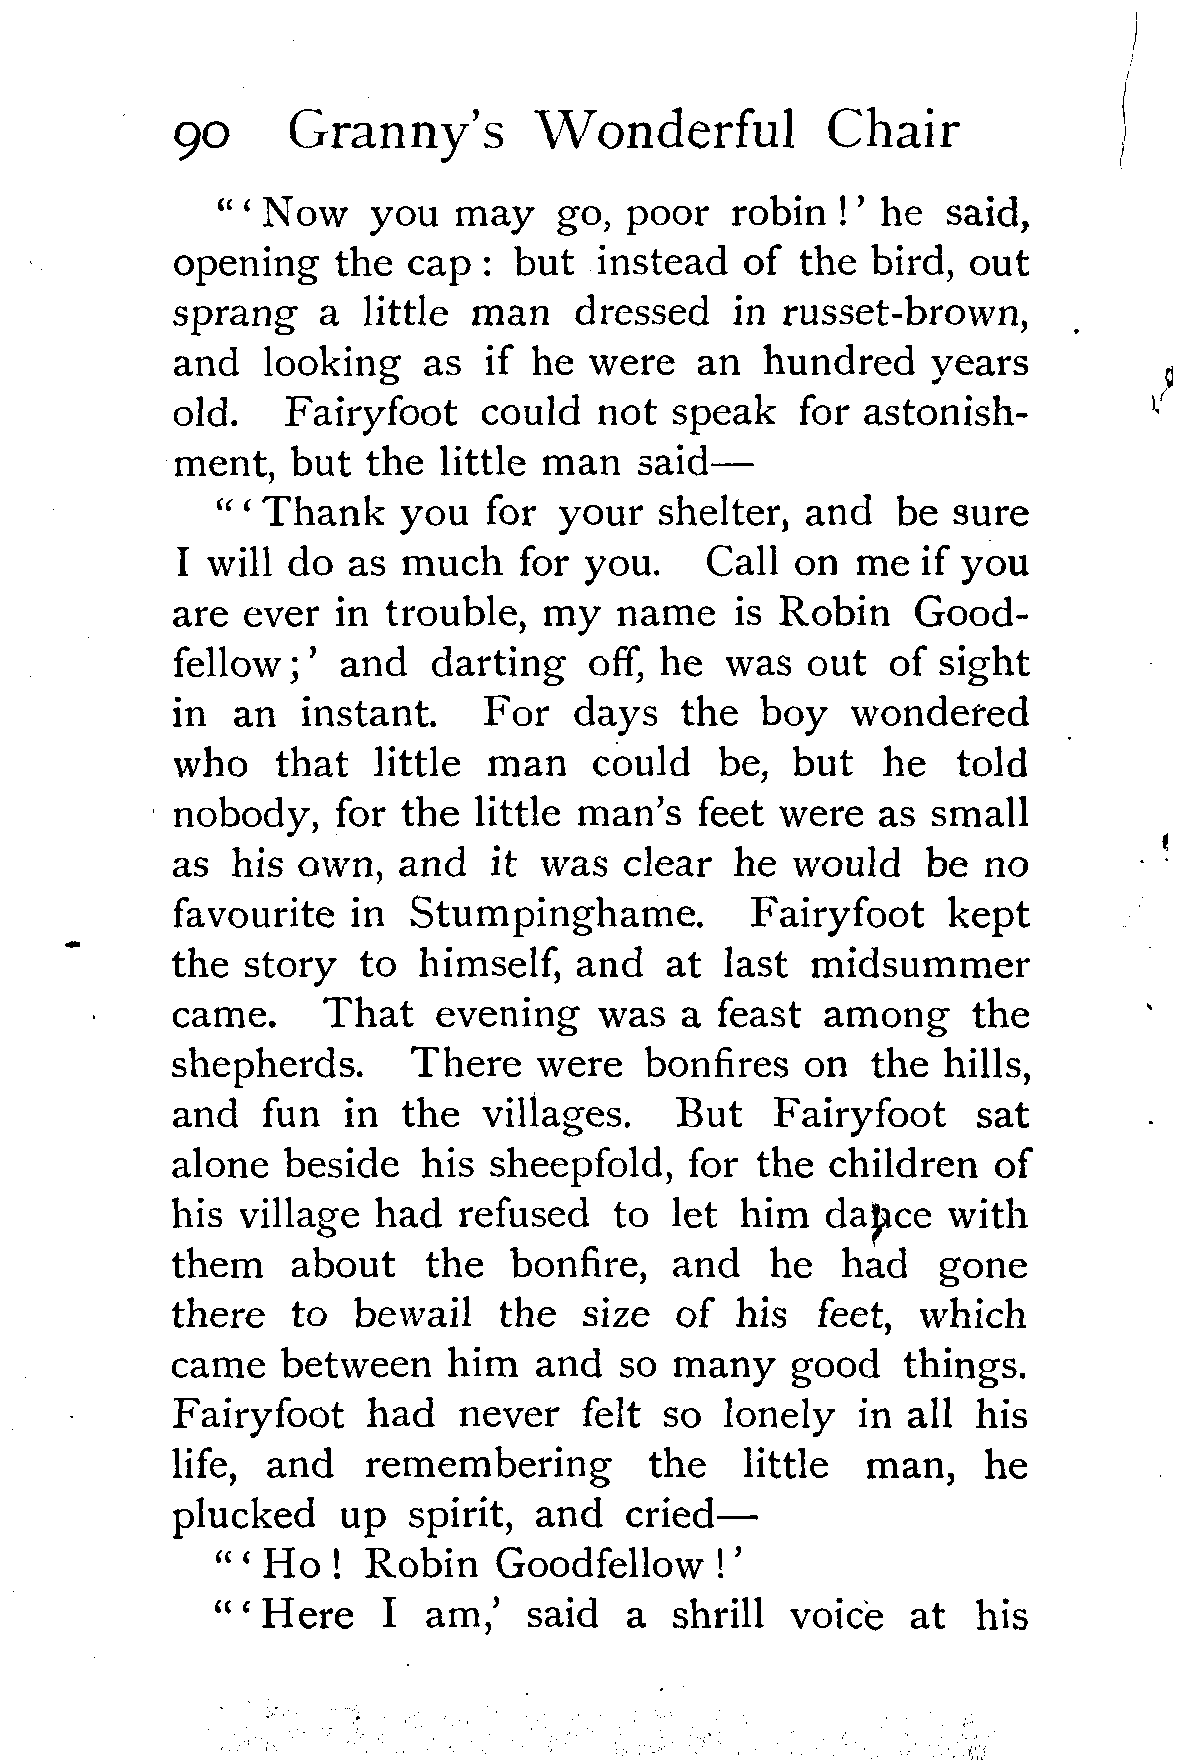 90 Granny's Wonderful Chair
"'Now you may go, poor robin!' he said,
opening the cap: but instead of the bird, out
sprang a little man dressed in russet-brown,
and looking as if he were an hundred years
old. Fairyfoot could not speak for astonish-
ment, but the little man said—
"'Thank you for your shelter, and be sure
I will do as much for you. Call on me if you
are ever in trouble, my name is Robin Good-
fellow;' and darting off, he was out of sight
in an instant. For days the boy wondered
who that little man could be, but he told
nobody, for the little man's feet were as small
as his own, and it was clear he would be no
favourite in Stumpinghame. Fairyfoot kept
the story to himself, and at last midsummer
came. That evening was a feast among the
shepherds. There were bonfires on the hills,
and fun in the villages. But Fairyfoot sat
alone beside his sheepfold, for the children of
his village had refused to let him dance with
them about the bonfire, and he had gone
there to bewail the size of his feet, which
came between him and so many good things.
Fairyfoot had never felt so lonely in all his
life, and remembering the little man, he
plucked up spirit, and cried—
"'Ho! Robin Goodfellow!'
"'Here I am,' said a shrill voice at his